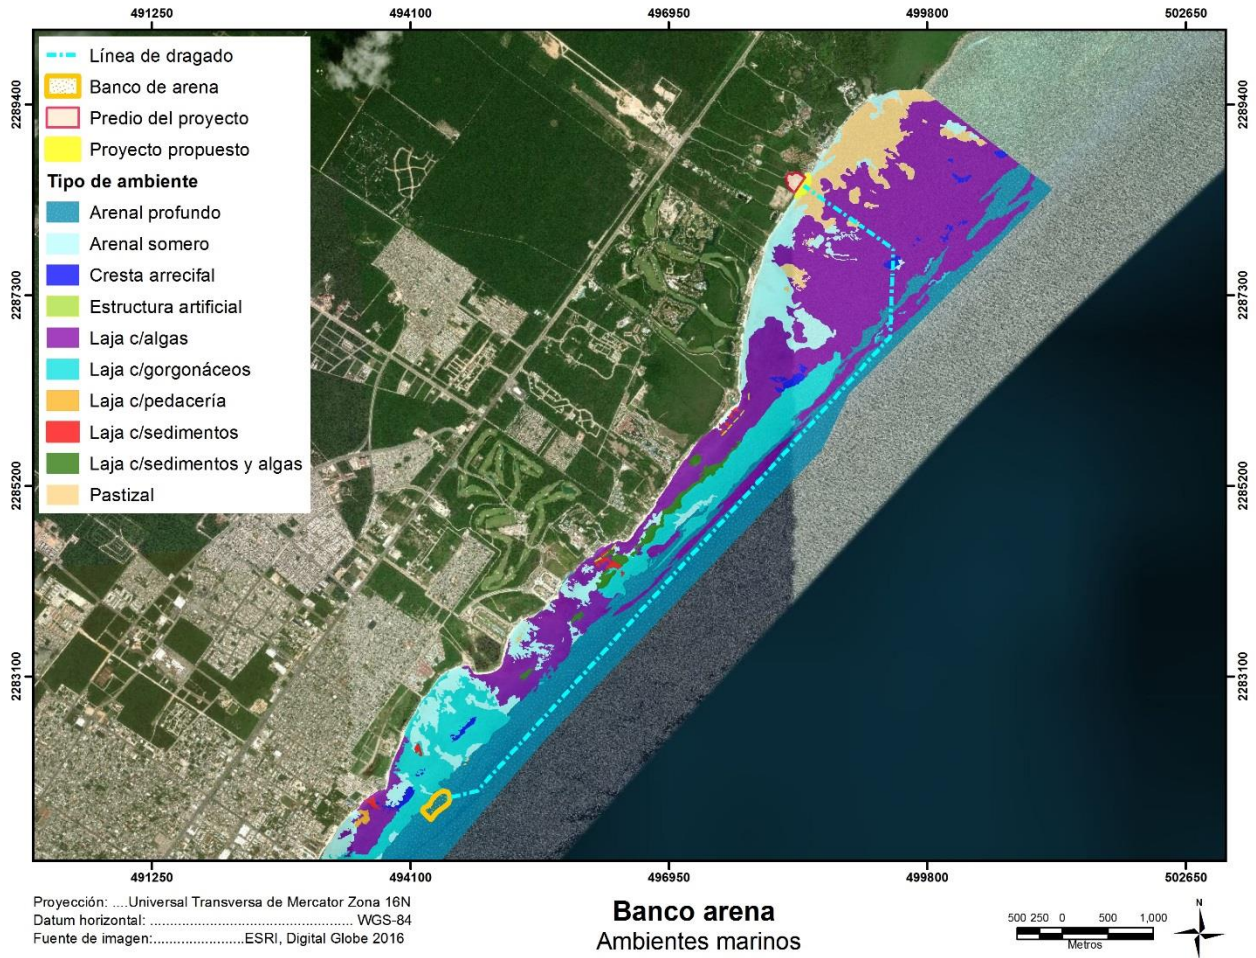 491250 494100 496950 499800 502650
2289400 2289400
2287300 2287300
2285200 2285200
2283100 2283100
Línea de dragado
Banco de arena
Predio del proyecto
Proyecto propuesto
Tipo de ambiente
Arenal profundo
Arenal somero
Cresta arrecifal
Estructura artificial
Laja c/algas
Laja c/gorgonáceos
Laja c/pedacería
Laja c/sedimentos
Laja c/sedimentos y algas
Pastizal
491250 494100 496950 499800 502650
Proyección: ....Universal Transversa de Mercator Zona 16N
Datum horizontal: ..................................... WGS-84
Fuente de imagen:.......................ESRI, Digital Globe 2016
Banco arena
Ambientes marinos
500 250 0 500 1,000
Metros
N